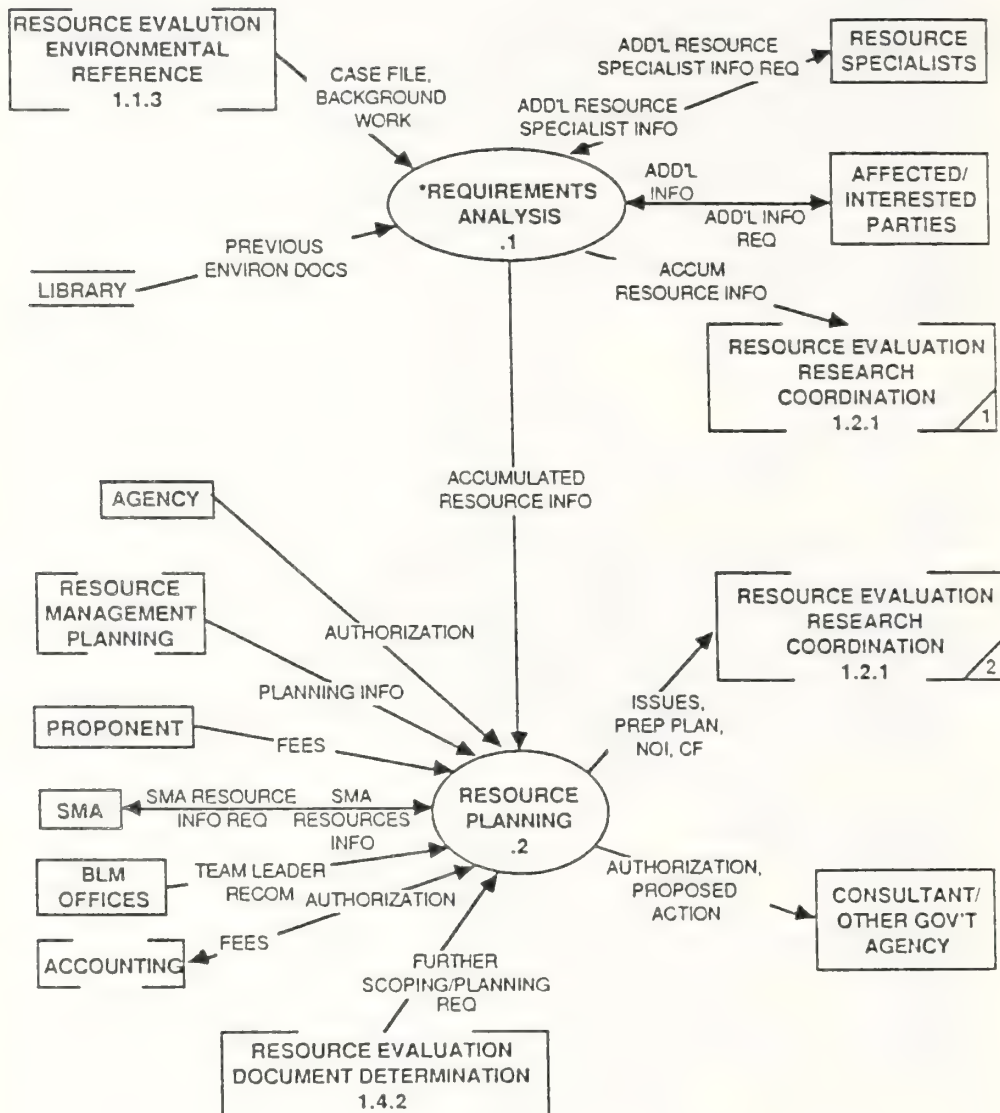 RESOURCE EVALUTION
ENVIRONMENTAL
REFERENCE
1.1.3
CASE FILE,
BACKGROUND
WORK
ADD'L RESOURCE
SPECIALIST INFO REQ
RESOURCE
SPECIALISTS
ADD'L RESOURCE
SPECIALIST INFO
*REQUIREMENTS
ANALYSIS
.1
ADD'L
INFO
ADD'L INFO
REQ
AFFECTED/
INTERESTED
PARTIES
PREVIOUS
ENVIRON DOCS
LIBRARY
ACCUM
RESOURCE INFO
RESOURCE EVALUATION
RESEARCH
COORDINATION
1.2.1
1
ACCUMULATED
RESOURCE INFO
AGENCY
AUTHORIZATION
RESOURCE
MANAGEMENT
PLANNING
PLANNING INFO
RESOURCE EVALUATION
RESEARCH
COORDINATION
1.2.1
2
ISSUES,
PREP PLAN,
NOI, CF
PROPONENT
FEES
RESOURCE
PLANNING
.2
SMA
SMA RESOURCE
INFO REQ
SMA
RESOURCES
INFO
BLM
OFFICES
TEAM LEADER
RECOM
AUTHORIZATION
ACCOUNTING
FEES
AUTHORIZATION,
PROPOSED
ACTION
CONSULTANT/
OTHER GOV'T
AGENCY
FURTHER
SCOPING/PLANNING
REQ
RESOURCE EVALUATION
DOCUMENT DETERMINATION
1.4.2